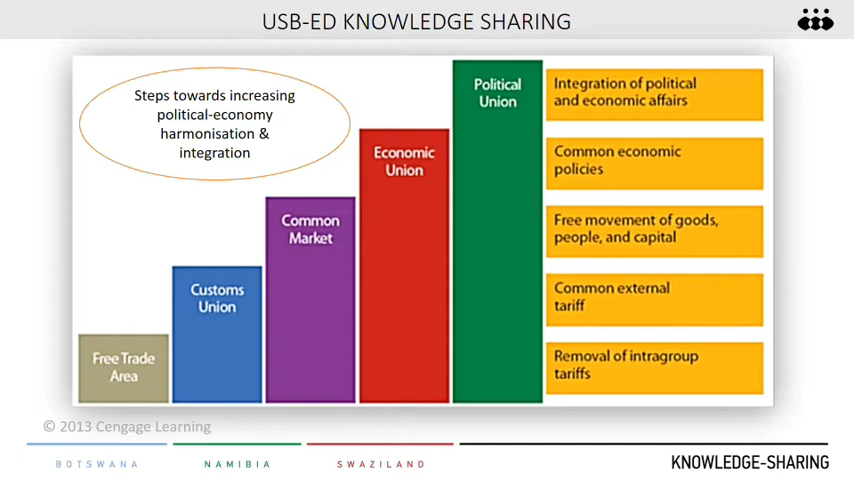 USB-ED KNOWLEDGE SHARING
Steps towards increasing
political-economy
harmonisation &
integration
Free Trade
Area
Customs
Union
Common
Market
Economic
Union
Political
Union
Integration of political
and economic affairs
Common economic
policies
Free movement of goods,
people, and capital
Common external
tariff
Removal of intragroup
tariffs
© 2013 Cengage Learning
BOTSWANA
NAMIBIA
SWAZILAND
KNOWLEDGE-SHARING